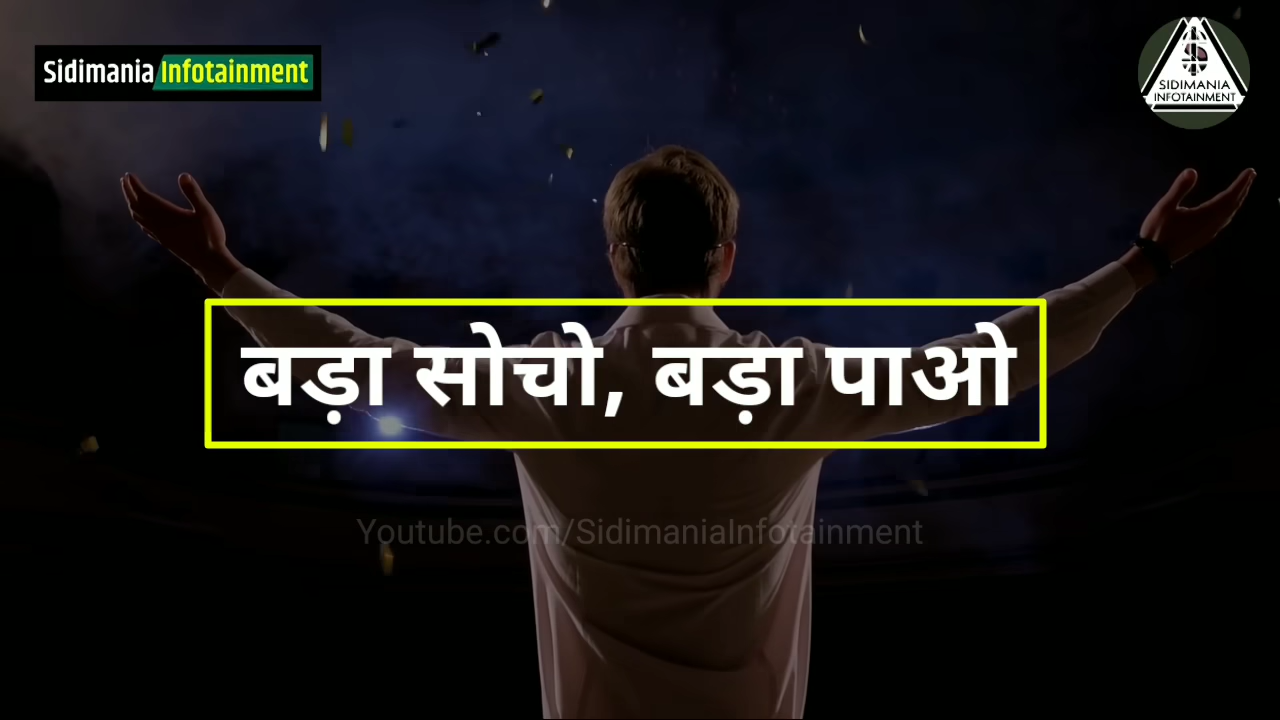 Sidimania Infotainment
SIDIMANIA
INFOTAINMENT
बड़ा सोचो, बड़ा पाओ
Youtube.com/SidimaniaInfotainment